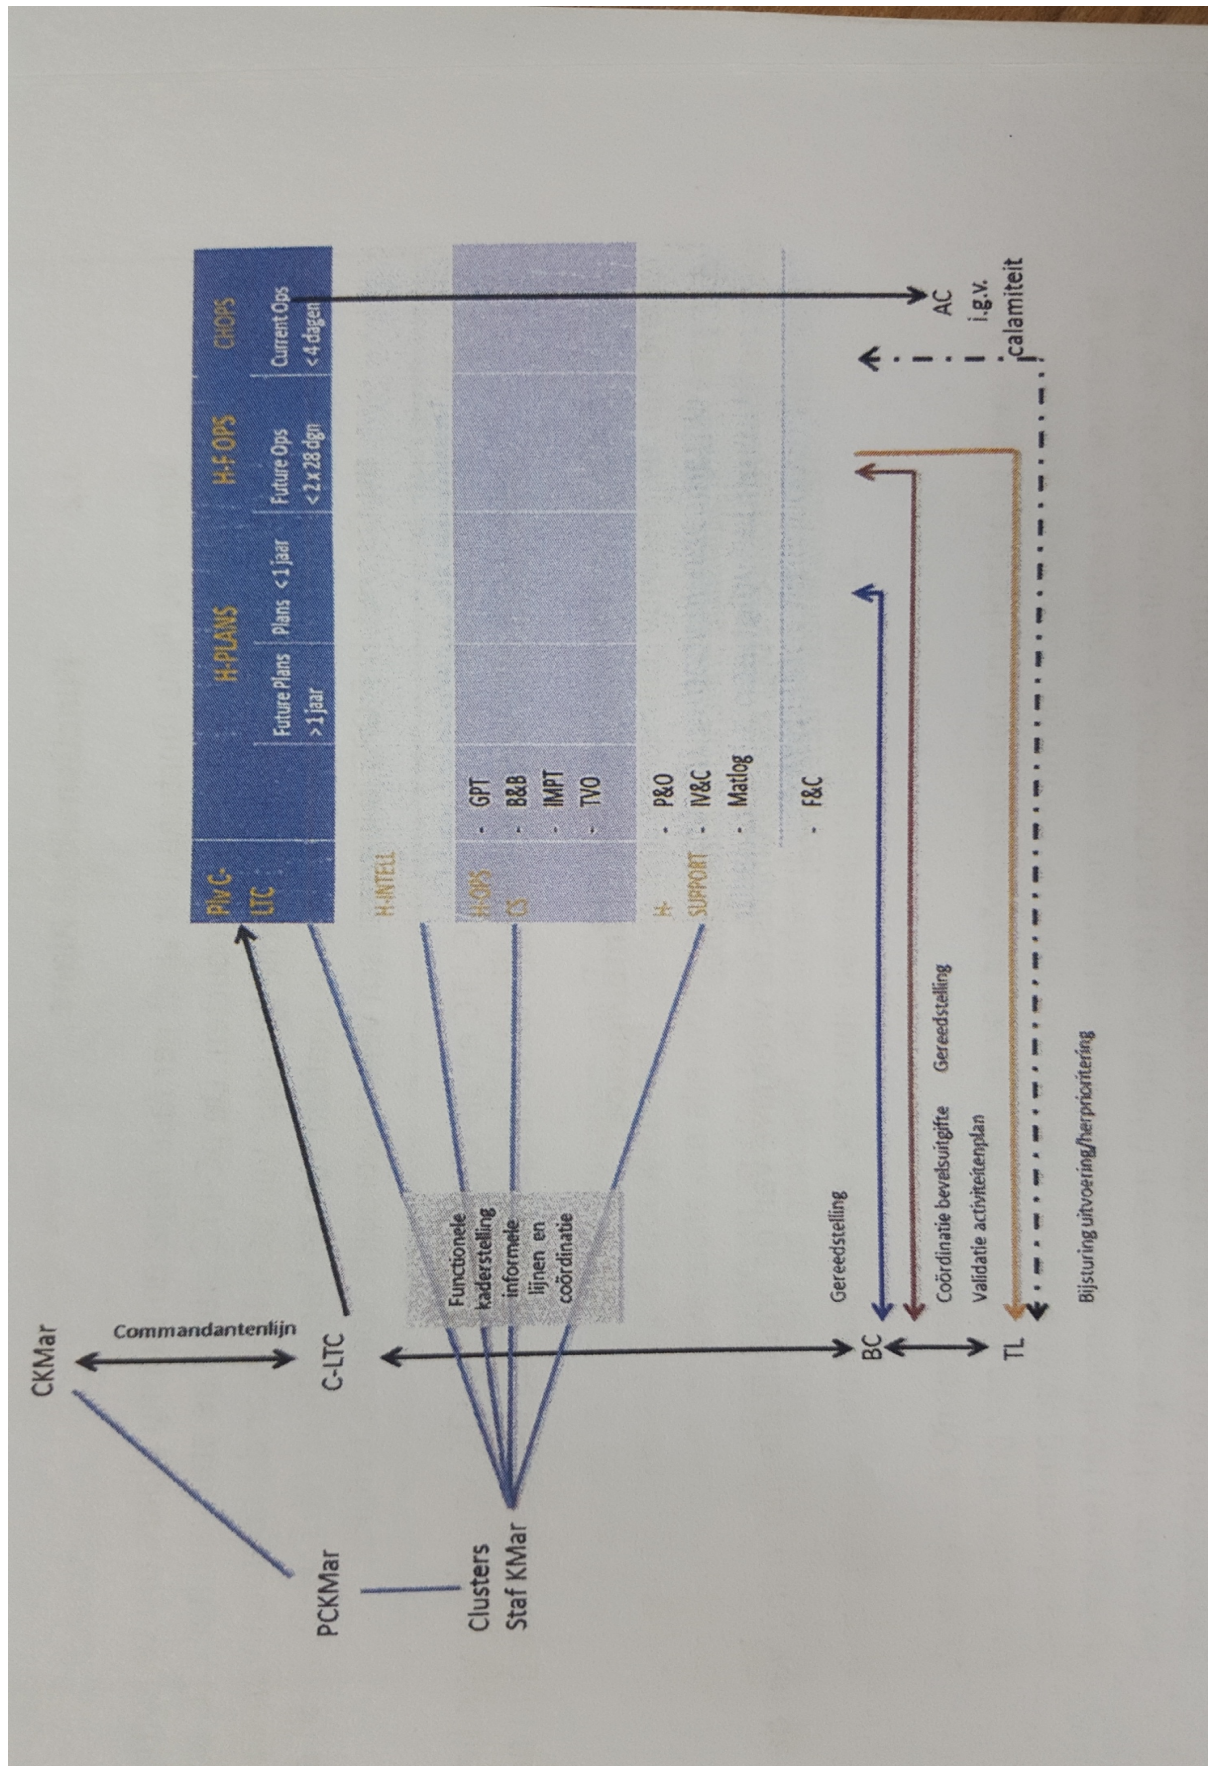 CKMar
Commandantenlijn
PCKMar
C-LTC
Clusters
Staf KMar
Functionele
kaderstelling
informele
lijnen en
coördinatie
Plv C-
LTC
H-PLANS
H-F OPS
CHOPS
Future Plans
>1 jaar
Plans <1 jaar
Future Ops
<2 x 28 dgn
Current Ops
<4 dagen
H-INTELL
H-OPS
CS
- GPT
- B&B
- IMPT
- TVO
H-
SUPPORT
- P&O
- IV&C
- Matlog
- F&C
BC
TL
Gereedstelling
Coördinatie bevelsuitgifte Gereedstelling
Validatie activiteitenplan
Bijsturing uitvoering/herprioritering
AC
i.g.v.
calamiteit